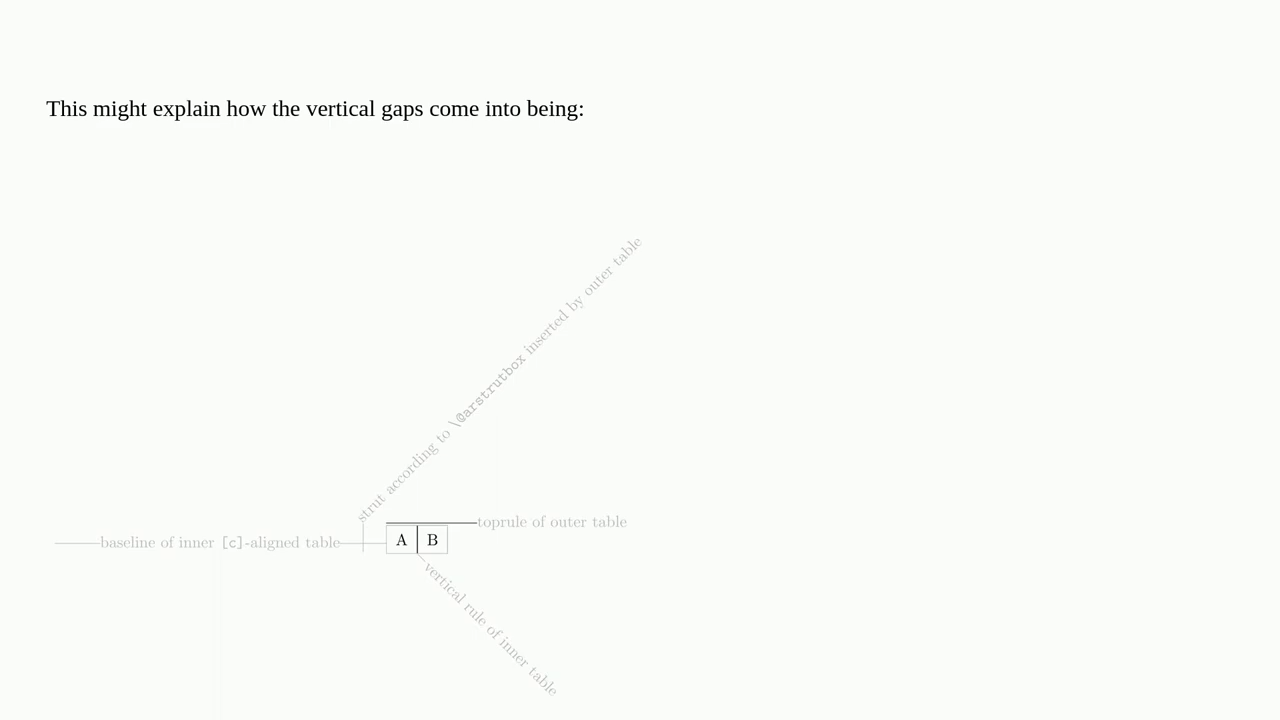 This might explain how the vertical gaps come into being:
strut according to \@arstrutbox inserted by outer table
toprule of outer table
baseline of inner [c]-aligned table
A B
vertical rule of inner table